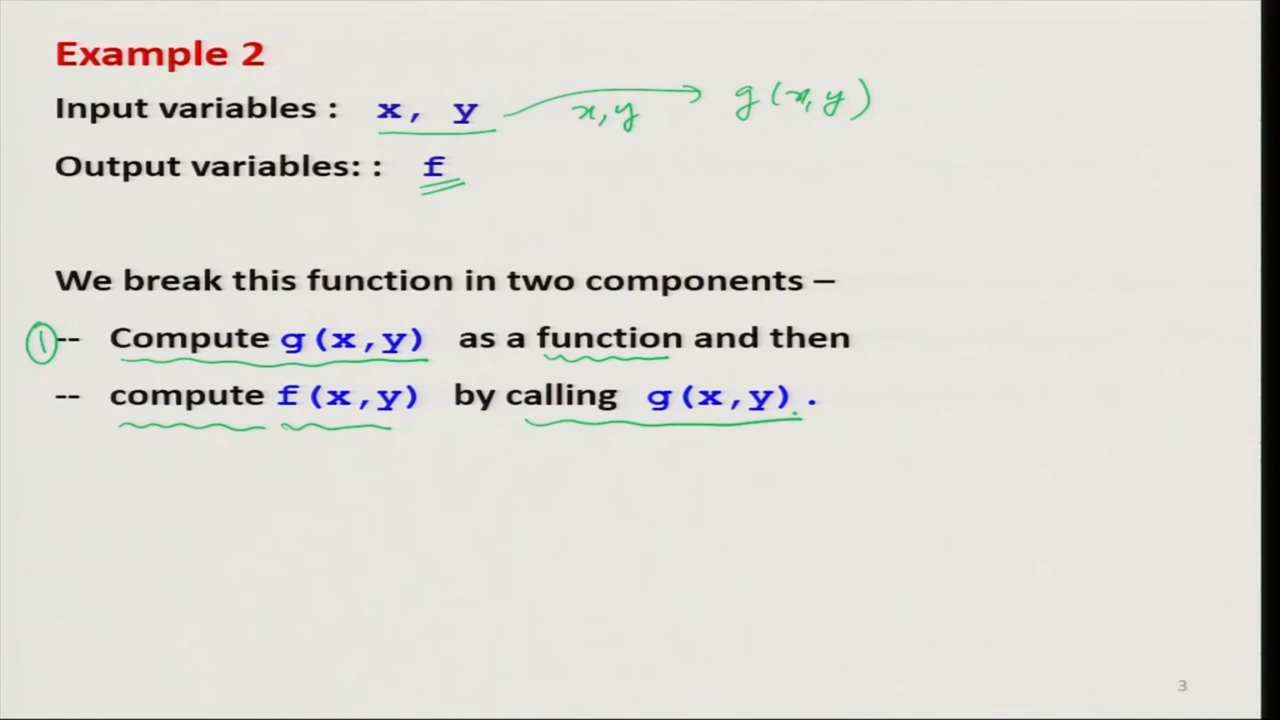 Example 2
Input variables : x, y x,y g(x,y)
Output variables: : f
We break this function in two components –
1 -- Compute g(x,y) as a function and then
-- compute f(x,y) by calling g(x,y).
3